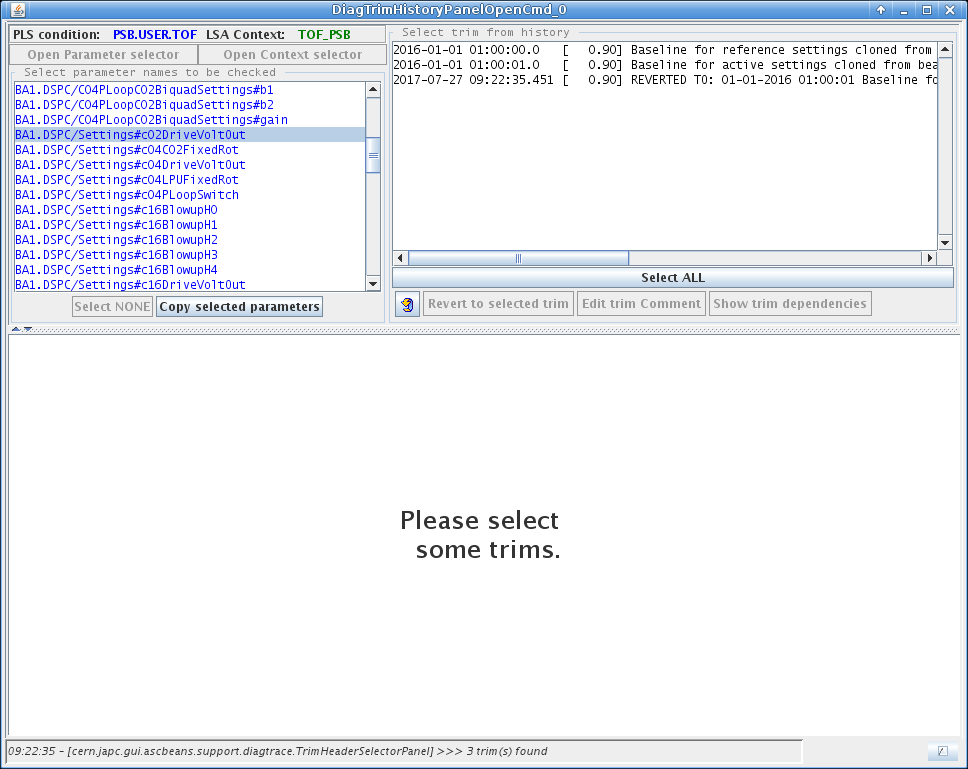 DiagTrimHistoryPanelOpenCmd_0
PLS condition: PSB.USER.TOF LSA Context: TOF_PSB
Open Parameter selector Open Context selector
Select parameter names to be checked
BA1.DSPC/CO4PLoopCO2BiquadSettings#b1
BA1.DSPC/CO4PLoopCO2BiquadSettings#b2
BA1.DSPC/CO4PLoopCO2BiquadSettings#gain
BA1.DSPC/Settings#cO2DriveVoltOut
BA1.DSPC/Settings#cO4CO2FixedRot
BA1.DSPC/Settings#cO4DriveVoltOut
BA1.DSPC/Settings#cO4LPUFixedRot
BA1.DSPC/Settings#cO4PLoopSwitch
BA1.DSPC/Settings#c16BlowupH0
BA1.DSPC/Settings#c16BlowupH1
BA1.DSPC/Settings#c16BlowupH2
BA1.DSPC/Settings#c16BlowupH3
BA1.DSPC/Settings#c16BlowupH4
BA1.DSPC/Settings#c16DriveVoltOut
Select NONE Copy selected parameters
Select trim from history
2016-01-01 01:00:00.0 [ 0.90] Baseline for reference settings cloned from
2016-01-01 01:00:01.0 [ 0.90] Baseline for active settings cloned from bea
2017-07-27 09:22:35.451 [ 0.90] REVERTED TO: 01-01-2016 01:00:01 Baseline fo
Select ALL
Revert to selected trim Edit trim Comment Show trim dependencies
Please select
some trims.
09:22:35 – [cern.japc.gui.ascbeans.support.diagtrace.TrimHeaderSelectorPanel] >>> 3 trim(s) found